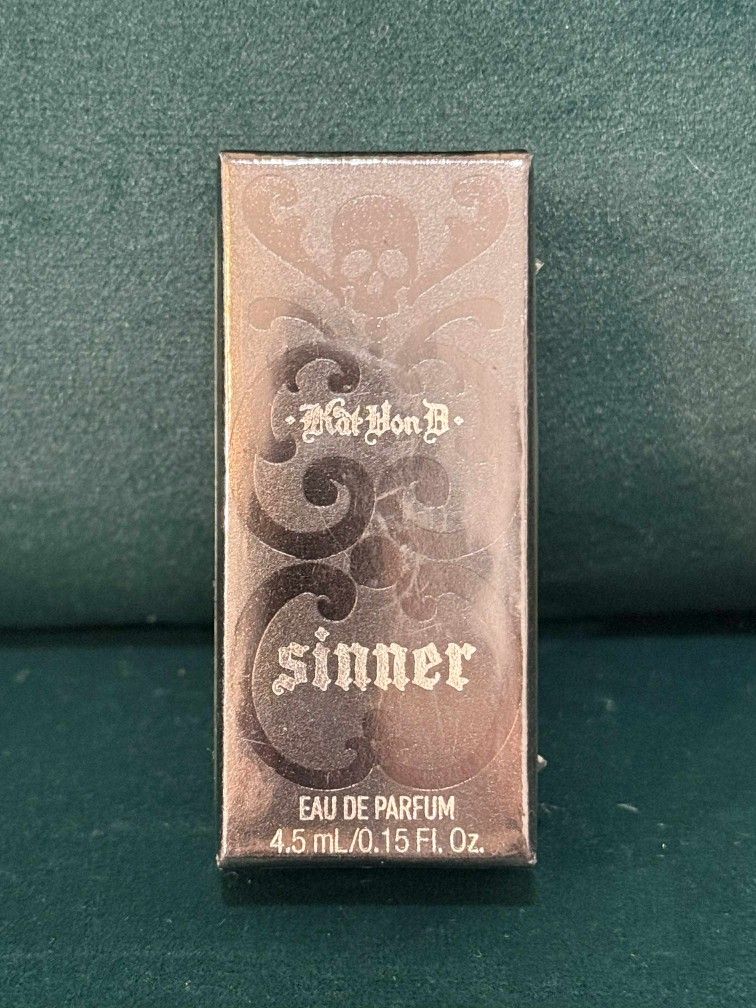 ·Kat Von D·
sinner
EAU DE PARFUM
4.5 mL/0.15 Fl. Oz.